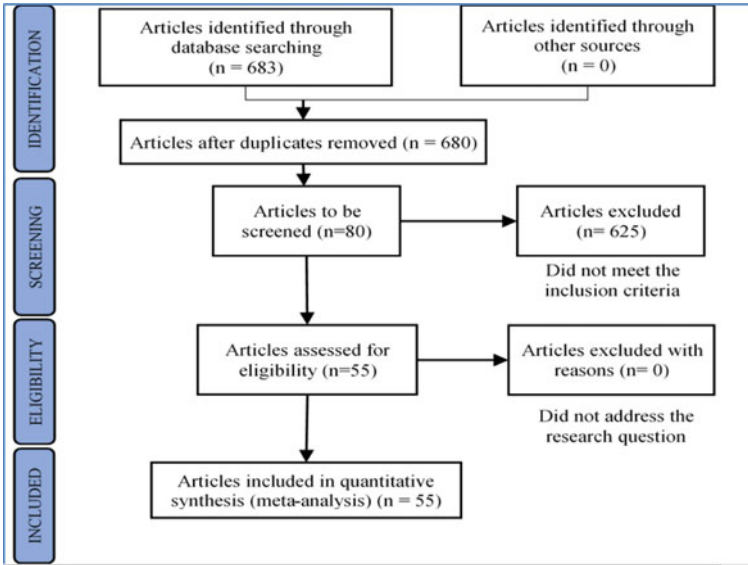 IDENTIFICATION
Articles identified through
database searching
(n = 683)
Articles identified through
other sources
(n = 0)
Articles after duplicates removed (n = 680)
SCREENING
Articles to be
screened (n=80)
Articles excluded
(n= 625)
Did not meet the
inclusion criteria
ELIGIBILITY
Articles assessed for
eligibility (n=55)
Articles excluded with
reasons (n= 0)
Did not address the
research question
INCLUDED
Articles included in quantitative
synthesis (meta-analysis) (n = 55)